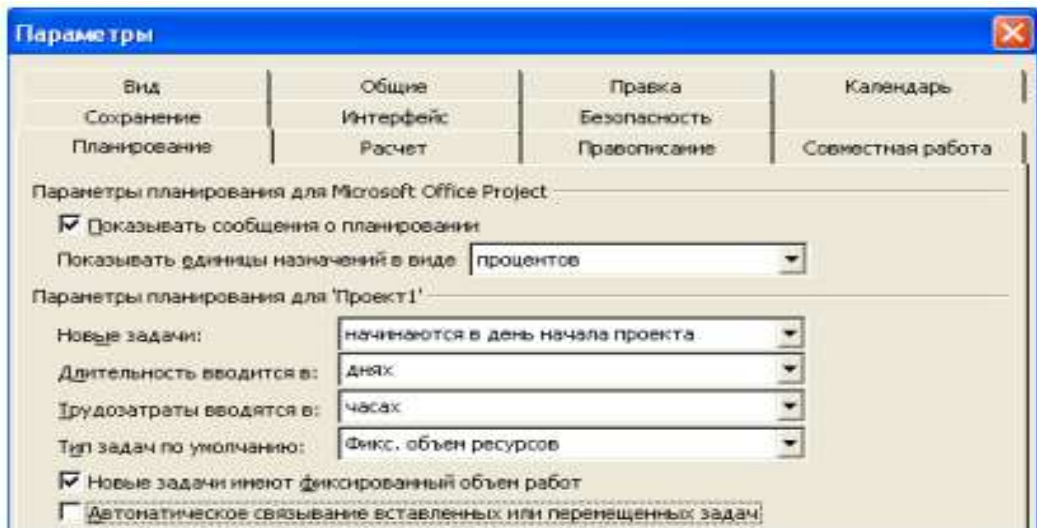 Параметры
Вид Общие Правка Календарь
Сохранение Интерфейс Безопасность
Планирование Расчет Правописание Совместная работа
Параметры планирования для Microsoft Office Project
Показывать сообщения о планировании
Показывать единицы назначений в виде процентов
Параметры планирования для 'Проект1'
Новые задачи: начинаются в день начала проекта
Длительность вводится в: днях
Трудозатраты вводятся в: часах
Тип задач по умолчанию: Фикс. объем ресурсов
Новые задачи имеют фиксированный объем работ
Автоматическое связывание вставленных или перемещенных задач